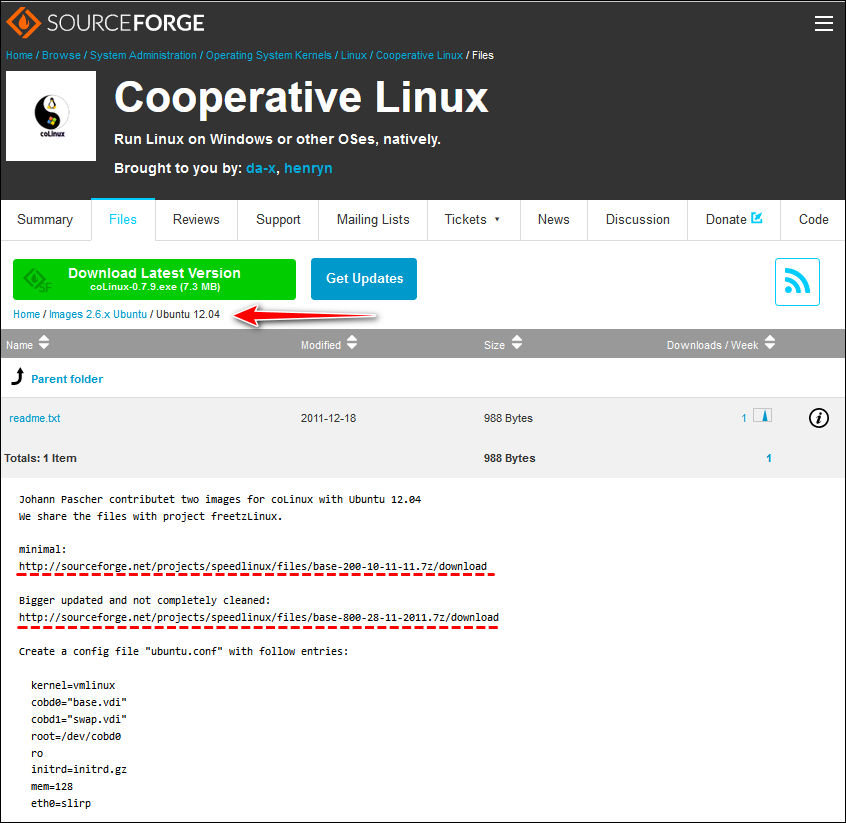 SOURCEFORGE
Home / Browse / System Administration / Operating System Kernels / Linux / Cooperative Linux / Files
coLinux
Cooperative Linux
Run Linux on Windows or other OSes, natively.
Brought to you by: da-x, henryn
Summary Files Reviews Support Mailing Lists Tickets News Discussion Donate Code
SF
Download Latest Version
coLinux-0.7.9.exe (7.3 MB)
Get Updates
Home / Images 2.6.x Ubuntu / Ubuntu 12.04
Name Modified Size Downloads / Week
Parent folder
readme.txt 2011-12-18 988 Bytes 1
Totals: 1 Item 988 Bytes 1
Johann Pascher contributet two images for coLinux with Ubuntu 12.04
We share the files with project freetzLinux.
minimal:
http://sourceforge.net/projects/speedlinux/files/base-200-10-11-11.7z/download
Bigger updated and not completely cleaned:
http://sourceforge.net/projects/speedlinux/files/base-800-28-11-2011.7z/download
Create a config file "ubuntu.conf" with follow entries:
kernel=vmlinux
cobd0="base.vdi"
cobd1="swap.vdi"
root=/dev/cobd0
ro
initrd=initrd.gz
mem=128
eth0=slirp